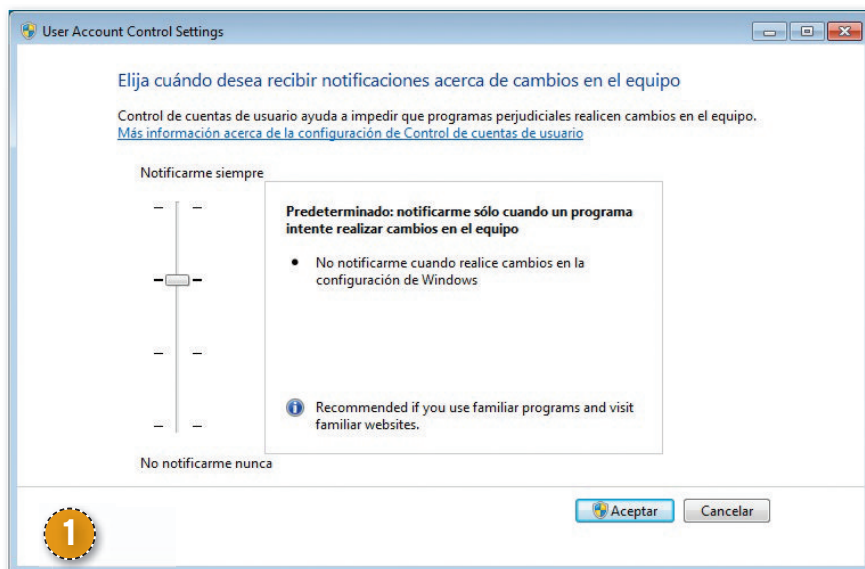 User Account Control Settings
Elija cuándo desea recibir notificaciones acerca de cambios en el equipo
Control de cuentas de usuario ayuda a impedir que programas perjudiciales realicen cambios en el equipo.
Más información acerca de la configuración de Control de cuentas de usuario
Notificarme siempre
Predeterminado: notificarme sólo cuando un programa
intente realizar cambios en el equipo
• No notificarme cuando realice cambios en la
configuración de Windows
Recommended if you use familiar programs and visit
familiar websites.
No notificarme nunca
Aceptar Cancelar
1